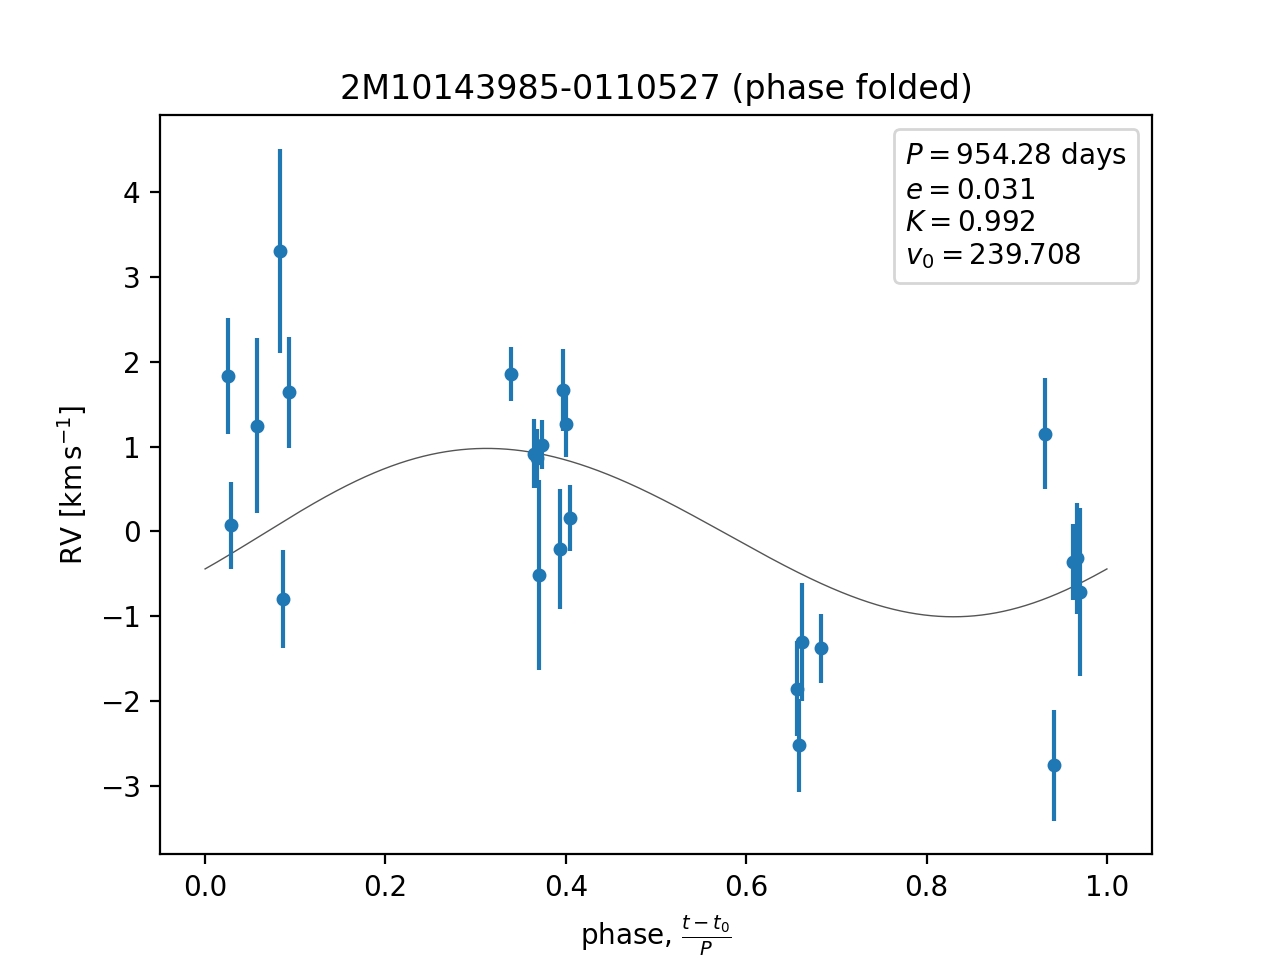 2M10143985-0110527 (phase folded)
P = 954.28 days
e = 0.031
K = 0.992
v₀ = 239.708
RV [km s⁻¹]
4
3
2
1
0
−1
−2
−3
0.0 0.2 0.4 0.6 0.8 1.0
phase, (t − t₀)/P